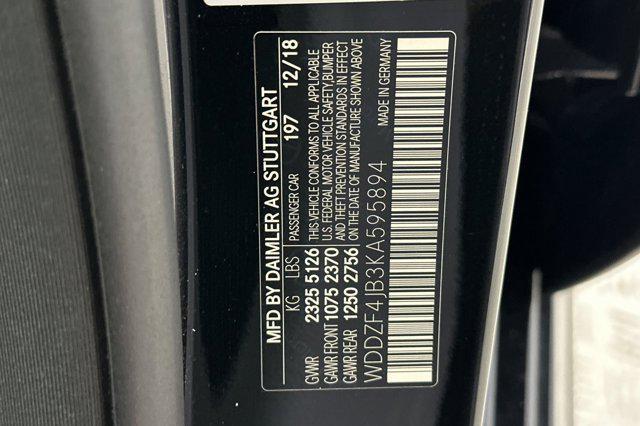 MFD BY DAIMLER AG STUTTGART
KG LBS PASSENGER CAR 197 12/18
GVWR 2325 5126 THIS VEHICLE CONFORMS TO ALL APPLICABLE
GAWR FRONT 1075 2370 U.S. FEDERAL MOTOR VEHICLE SAFETY, BUMPER
GAWR REAR 1250 2756 AND THEFT PREVENTION STANDARDS IN EFFECT
ON THE DATE OF MANUFACTURE SHOWN ABOVE
WDDZF4JB3KA595894 MADE IN GERMANY